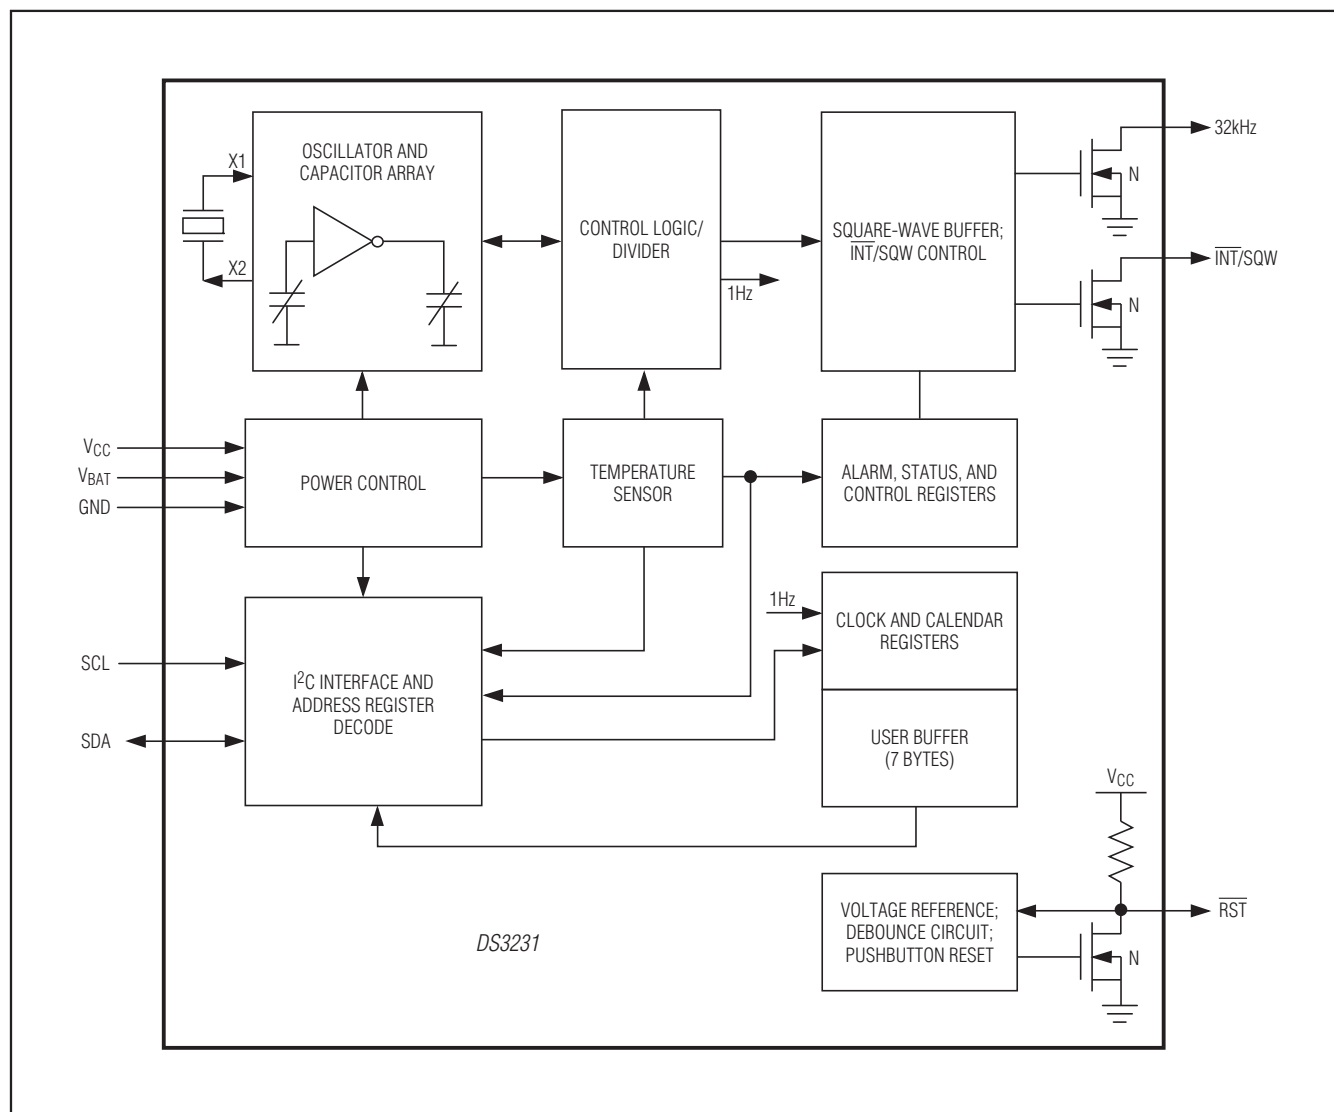 OSCILLATOR AND
CAPACITOR ARRAY
X1
X2
CONTROL LOGIC/
DIVIDER
1Hz
SQUARE-WAVE BUFFER;
INT/SQW CONTROL
N
32kHz
N
INT/SQW
VCC
VBAT
GND
POWER CONTROL
TEMPERATURE
SENSOR
ALARM, STATUS, AND
CONTROL REGISTERS
SCL
SDA
I²C INTERFACE AND
ADDRESS REGISTER
DECODE
1Hz
CLOCK AND CALENDAR
REGISTERS
USER BUFFER
(7 BYTES)
VCC
VOLTAGE REFERENCE;
DEBOUNCE CIRCUIT;
PUSHBUTTON RESET
N
RST
DS3231